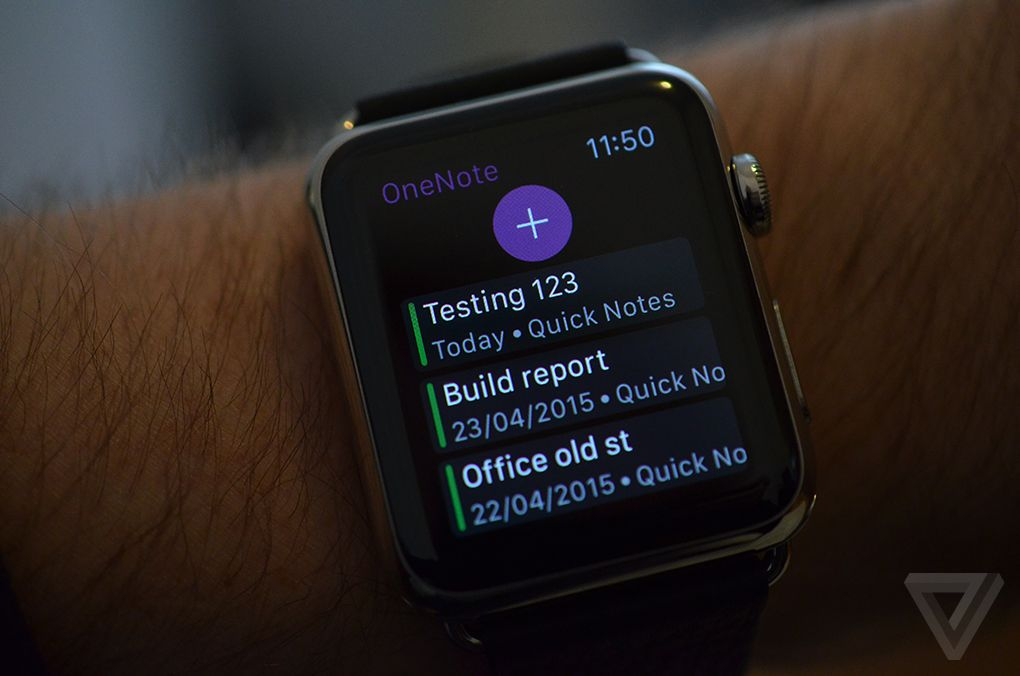 11:50
OneNote
+
Testing 123
Today • Quick Notes
Build report
23/04/2015 • Quick No
Office old st
22/04/2015 • Quick No